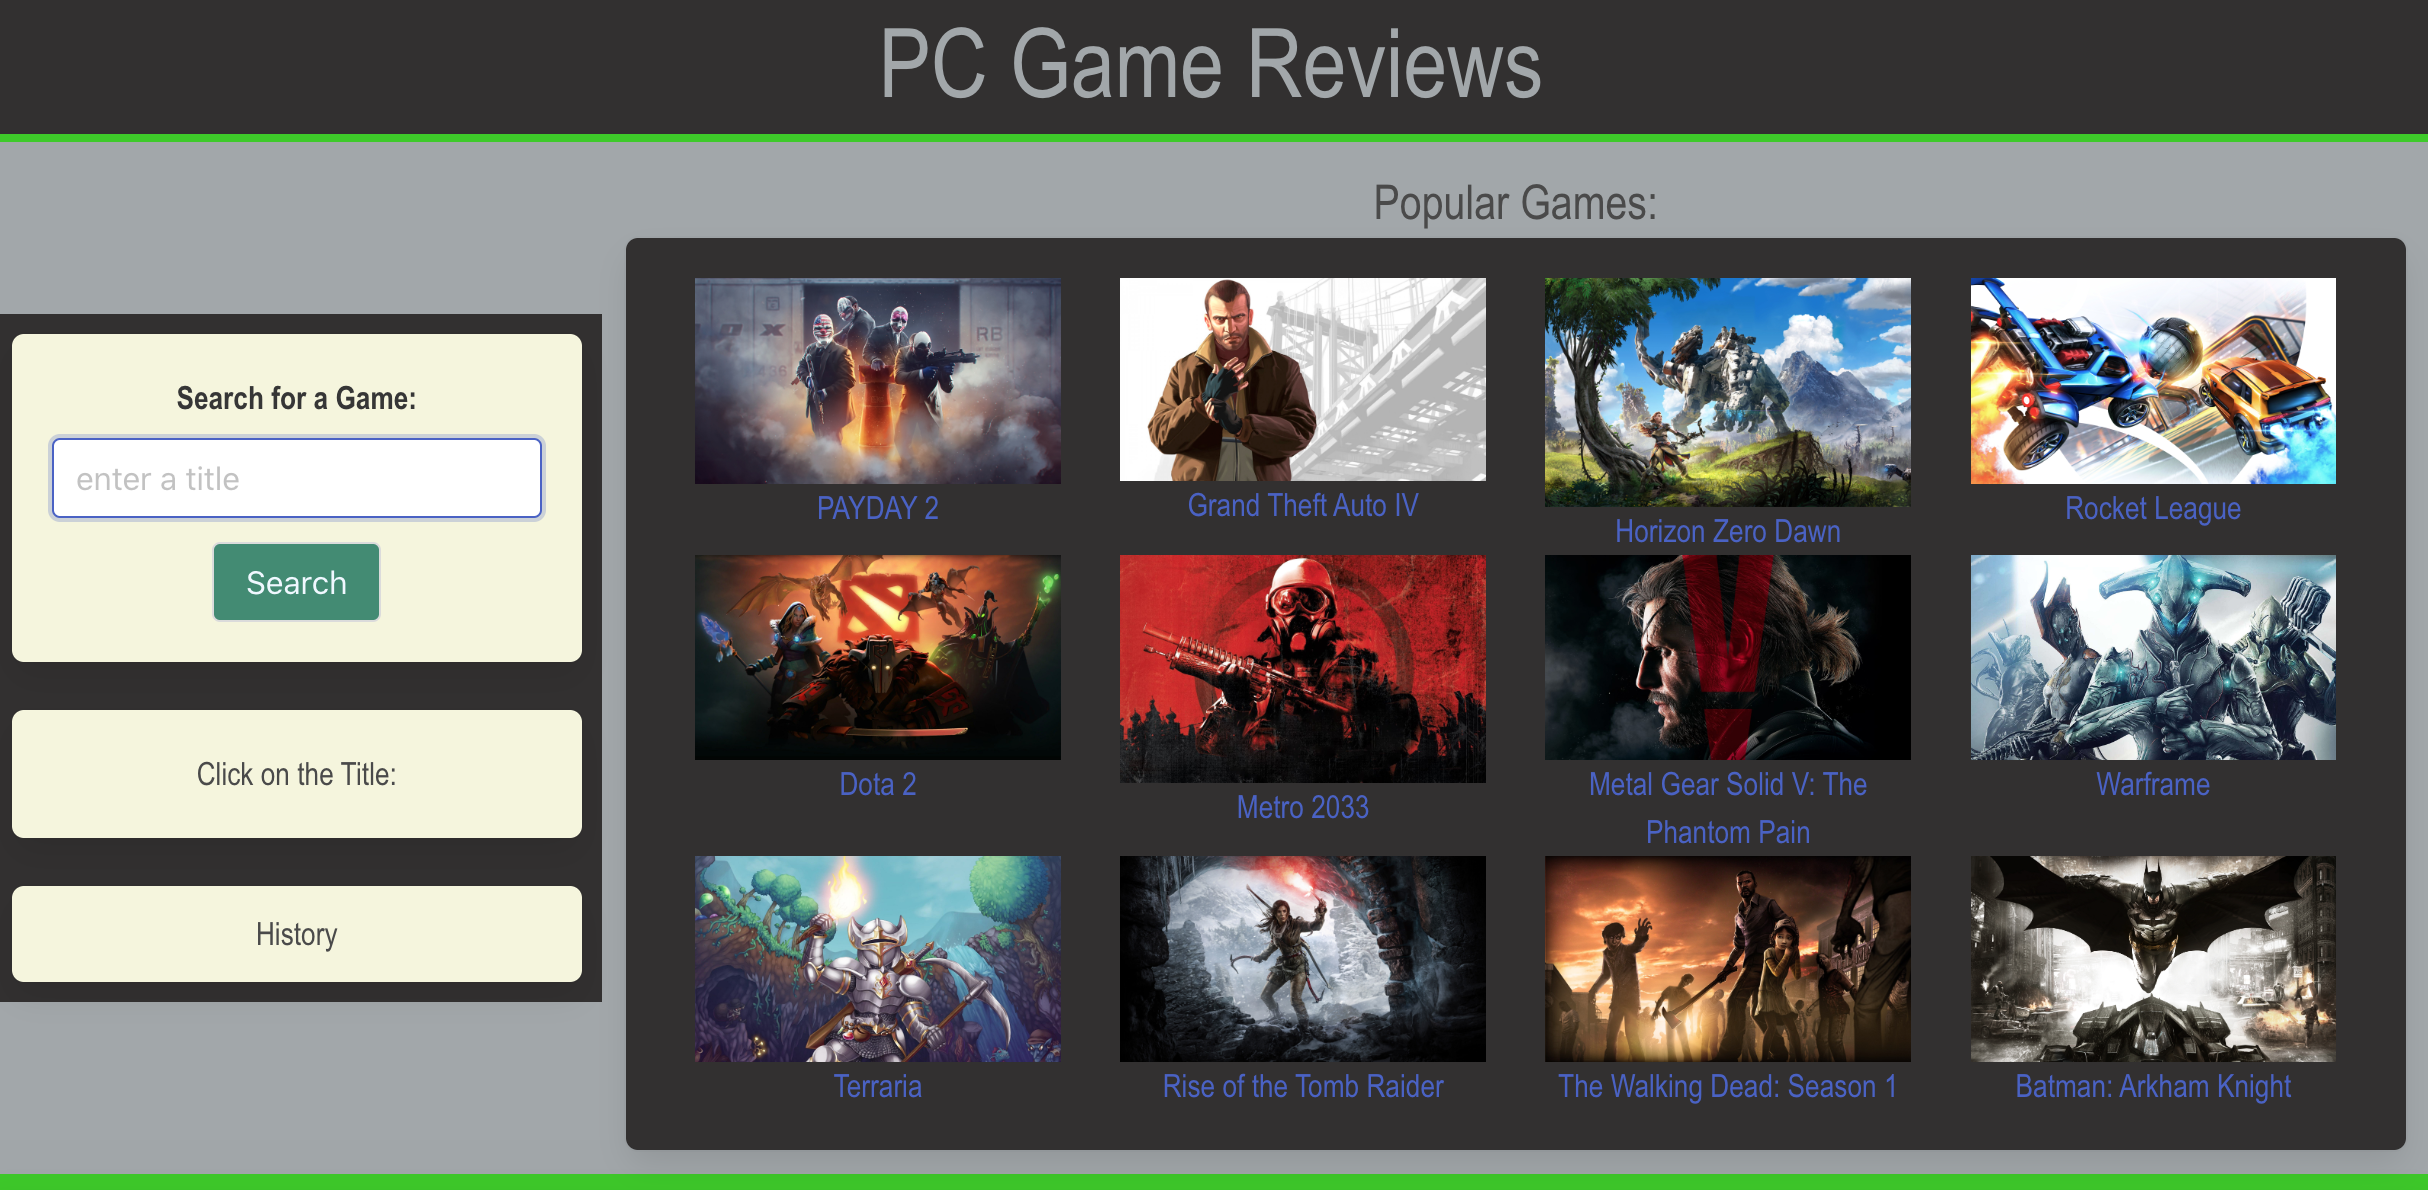 PC Game Reviews
Popular Games:
Search for a Game:
enter a title
Search
Click on the Title:
History
RB
PAYDAY 2
Grand Theft Auto IV
Horizon Zero Dawn
Rocket League
Dota 2
Metro 2033
Metal Gear Solid V: The
Phantom Pain
Warframe
Terraria
Rise of the Tomb Raider
The Walking Dead: Season 1
Batman: Arkham Knight